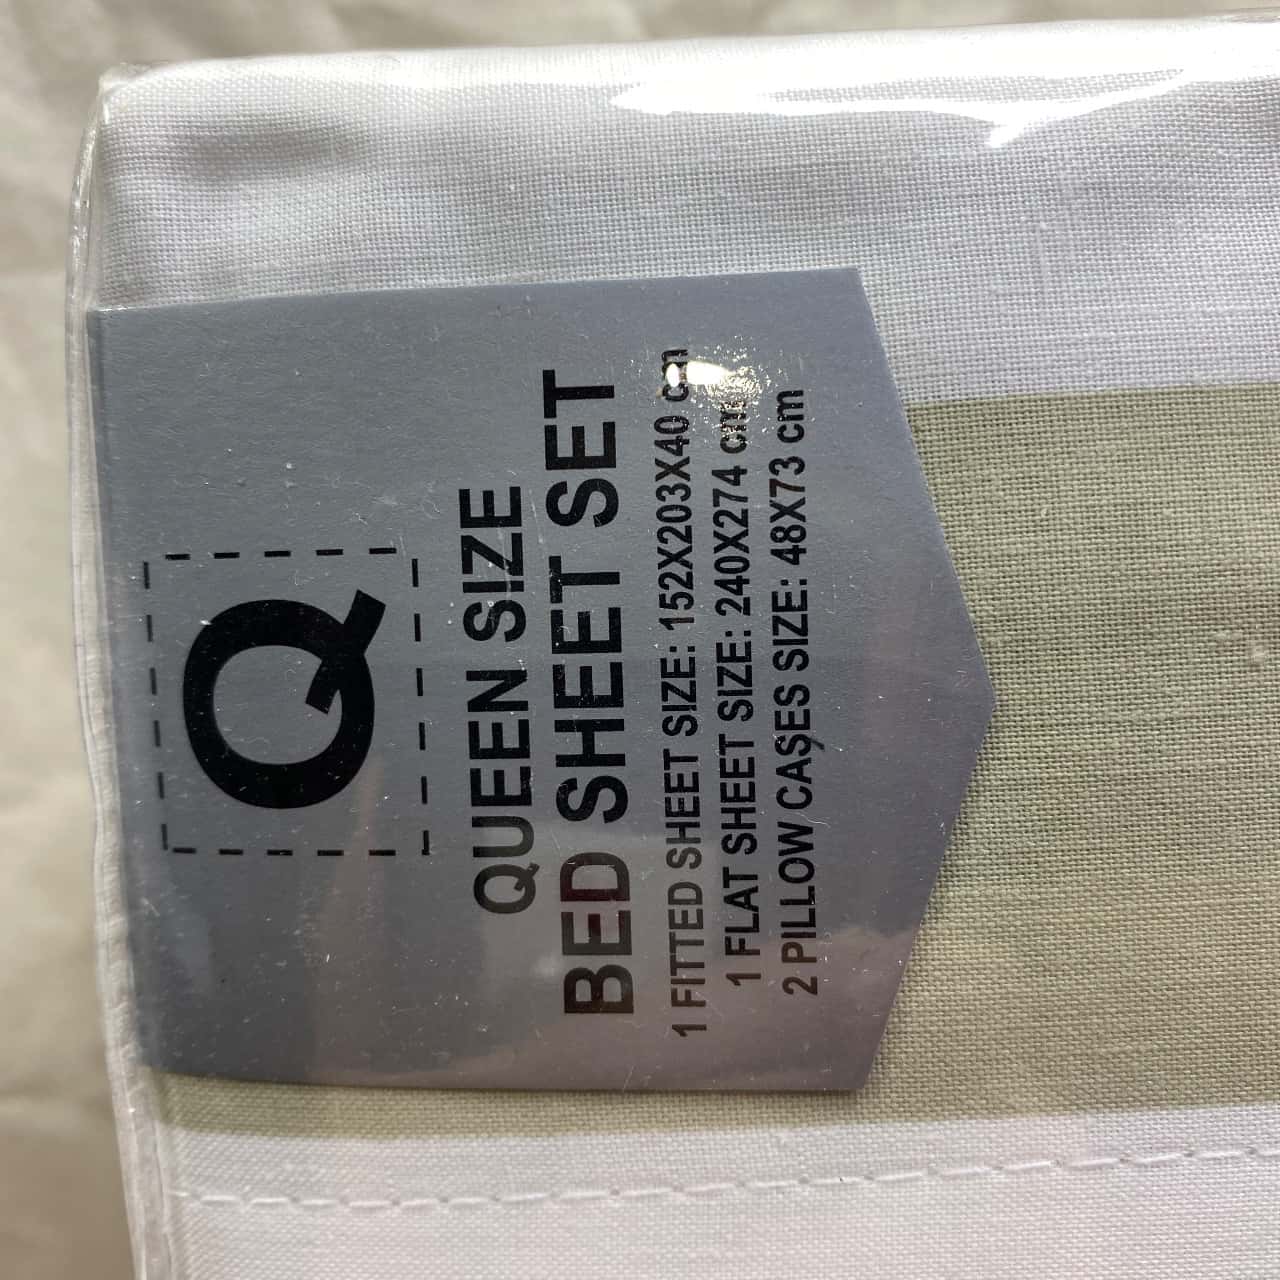 Q
QUEEN SIZE
BED SHEET SET
1 FITTED SHEET SIZE: 152X203X40 cm
1 FLAT SHEET SIZE: 240X274 cm
2 PILLOW CASES SIZE: 48X73 cm